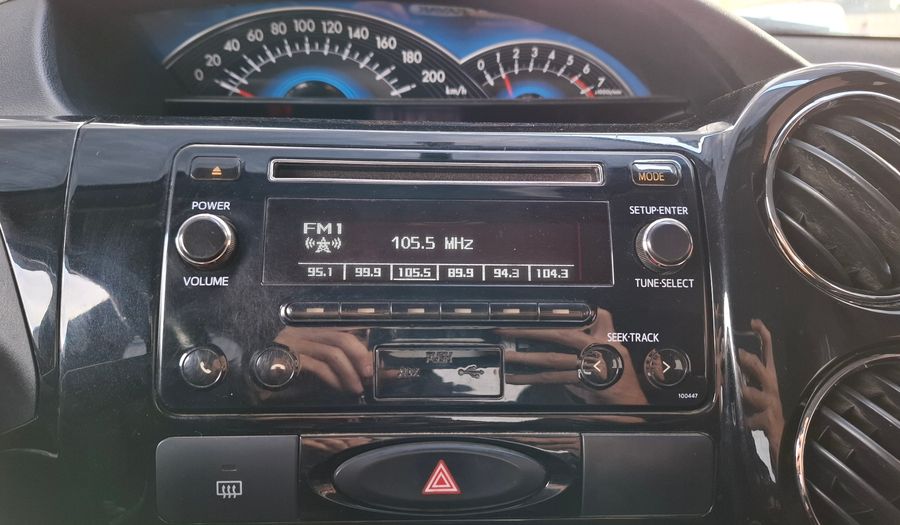 0 20 40 60 80 100 120 140 160 180 200
km/h
0 1 2 3 4 5 6 7
MODE
POWER
SETUP·ENTER
FM1
105.5 MHz
95.1 99.9 105.5 89.9 94.3 104.3
VOLUME
TUNE·SELECT
SEEK·TRACK
PUSH
AUX
100447